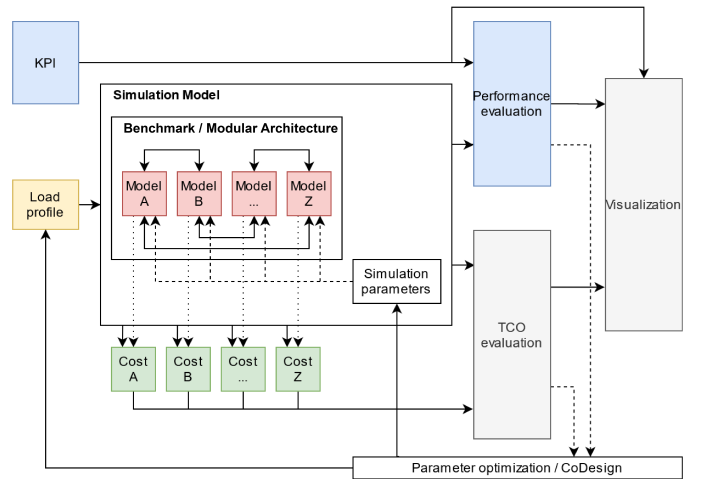 KPI
Simulation Model
Benchmark / Modular Architecture
Model
A
Model
B
Model
...
Model
Z
Performance
evaluation
Load
profile
Visualization
Simulation
parameters
TCO
evaluation
Cost
A
Cost
B
Cost
...
Cost
Z
Parameter optimization / CoDesign